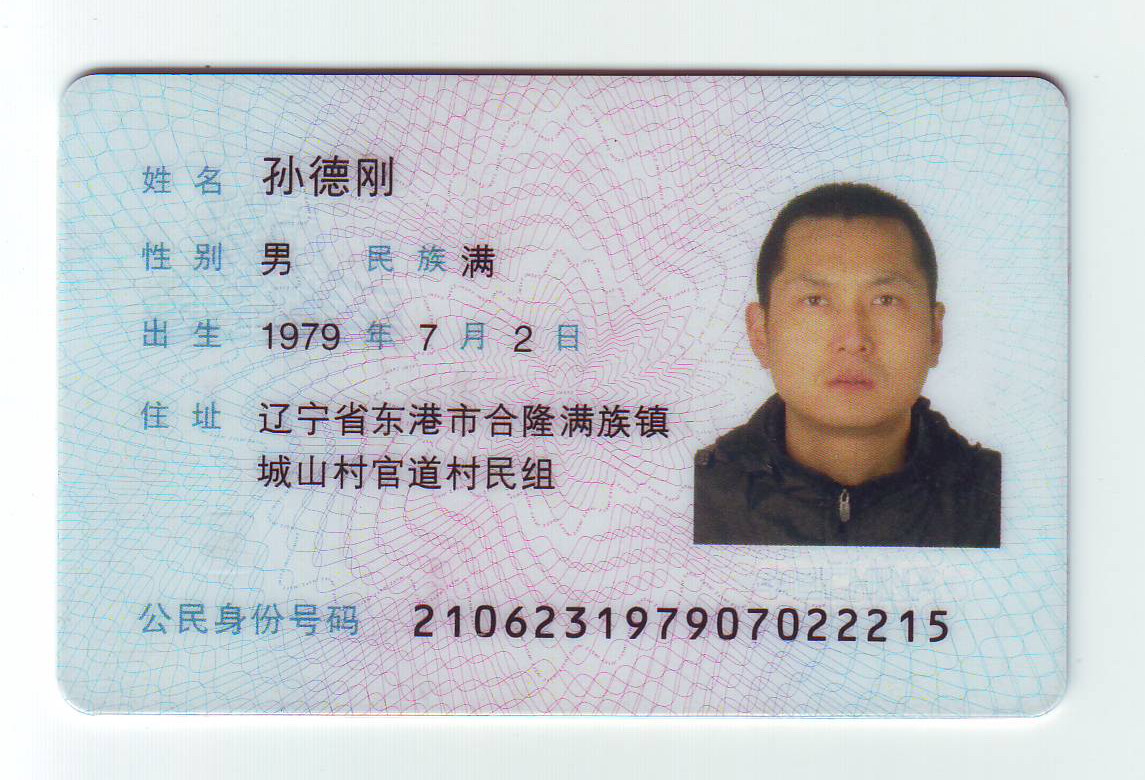 姓名 孙德刚
性别 男 民族 满
出生 1979 年 7 月 2 日
住址 辽宁省东港市合隆满族镇
城山村官道村民组
公民身份号码 210623197907022215